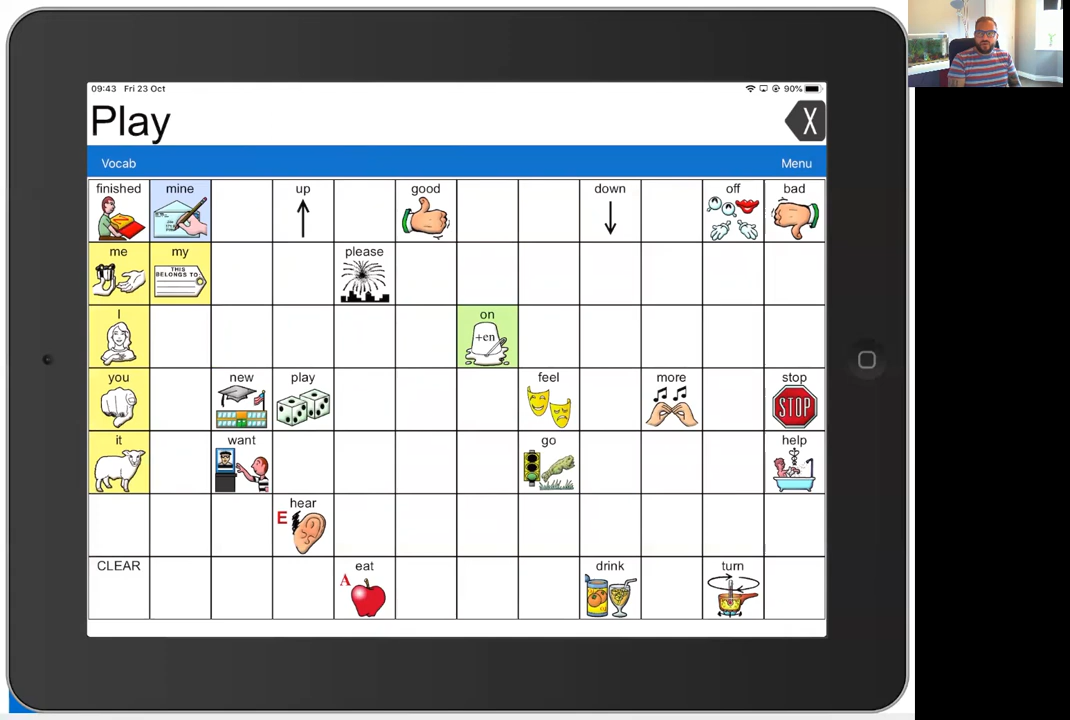 09:43 Fri 23 Oct 90%
Play X
Vocab Menu
finished mine up good down off bad
me my please
THIS BELONGS TO
I on
+en
you new play feel more stop
STOP
it want go help
hear
E
CLEAR eat drink turn
A